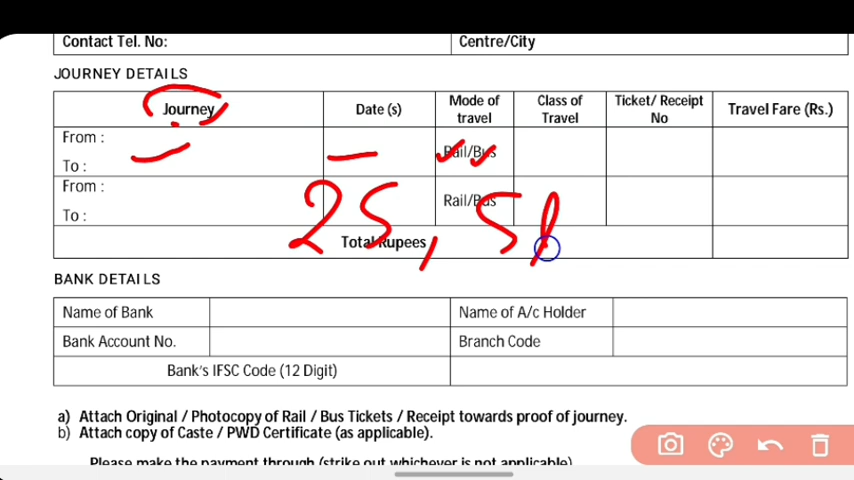 Contact Tel. No: Centre/City
JOURNEY DETAILS
Journey Date (s) Mode of travel Class of Travel Ticket/ Receipt No Travel Fare (Rs.)
From :
To :
Rail/Bus
From :
To :
Rail/Bus
25, 5
Total Rupees
BANK DETAILS
Name of Bank Name of A/c Holder
Bank Account No. Branch Code
Bank's IFSC Code (12 Digit)
a) Attach Original / Photocopy of Rail / Bus Tickets / Receipt towards proof of journey.
b) Attach copy of Caste / PWD Certificate (as applicable).
Please make the payment through (strike out whichever is not applicable)